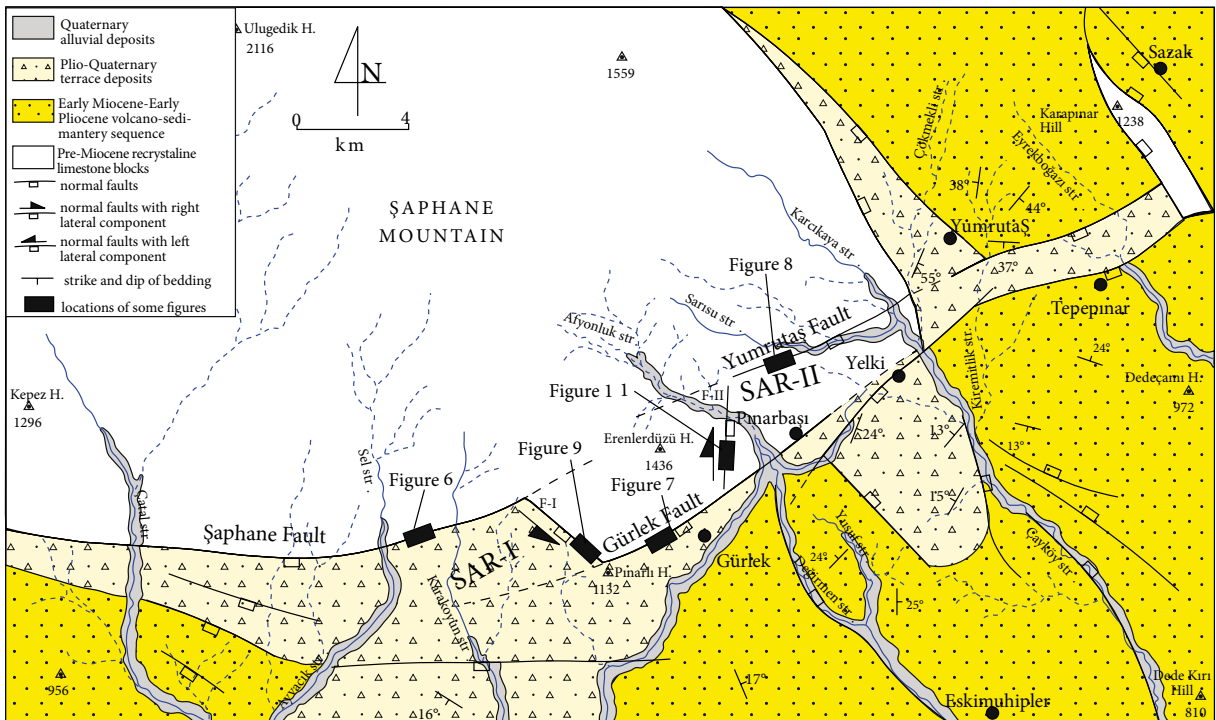 Quaternary
alluvial deposits
Plio-Quaternary
terrace deposits
Early Miocene-Early
Pliocene volcano-sedi-
mantery sequence
Pre-Miocene recrystaline
limestone blocks
normal faults
normal faults with right
lateral component
normal faults with left
lateral component
strike and dip of bedding
locations of some figures
Ulugedik H.
2116
N
0 4
km
1559
ŞAPHANE
MOUNTAIN
Sazak
Karapınar
Hill
1238
Çökmekli str
Eyrekboğazı str
38°
44°
YumrutaŞ
37°
55°
Tepepınar
Karcıkaya str
Figure 8
Sarısu str
Afyonluk str
Yumrutaş Fault
SAR-II
Yelki
Kiremitlik str.
24°
Dedeçamı H.
972
Kepez H.
1296
Figure 1 1
F-II
Pınarbaşı
Erenlerdüzü H.
1436
24°
13°
13°
15°
Sel str
Figure 6
Figure 9
Figure 7
F-I
Gürlek Fault
Gürlek
Çatal str
Şaphane Fault
SAR-I
Pınarlı H.
1132
Karakoyun str
Yusuf str
24°
Değirmen str
25°
Çayköy str
Avvacık str
956
16°
17°
Eskimuhipler
Dede Kırı
Hill
810